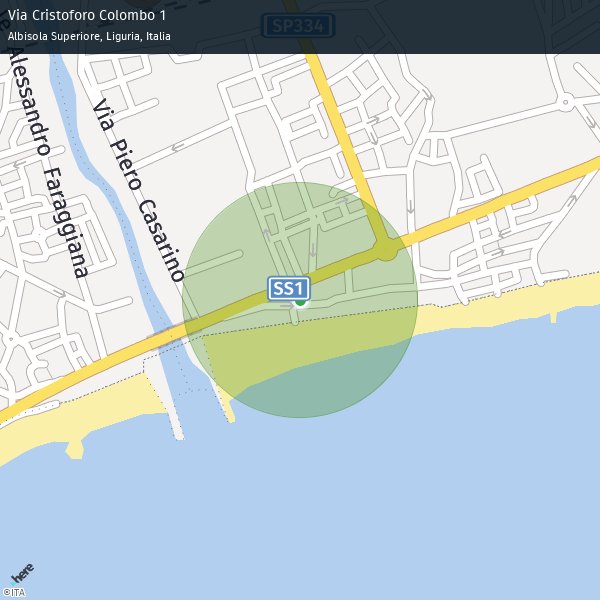 Via Cristoforo Colombo 1
Albisola Superiore, Liguria, Italia
SP334
Alessandro Faraggiana
Via Piero Casarino
SS1
here
©ITA